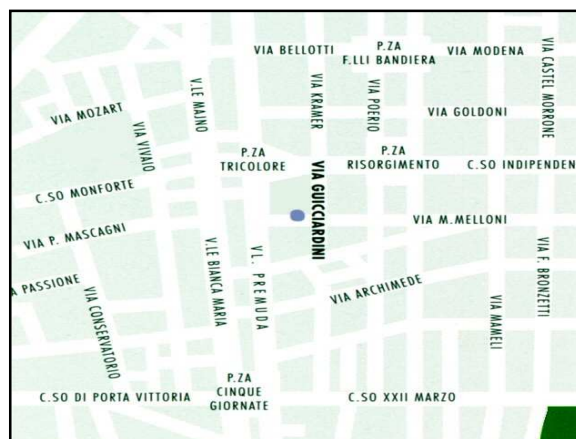 VIA BELLOTTI
P.ZA
F.LLI BANDIERA
VIA MODENA
VIA CASTEL MORRONE
V.LE MAINO
VIA KRAMER
VIA POERIO
VIA MOZART
VIA VIVAIO
VIA GOLDONI
P.ZA
TRICOLORE
VIA GUICCIARDINI
P.ZA
RISORGIMENTO
C.SO INDIPENDEN
C.SO MONFORTE
VIA M.MELLONI
VIA P. MASCAGNI
V.LE BIANCA MARIA
VL. PREMUDA
VIA F. BRONZETTI
A PASSIONE
VIA ARCHIMEDE
VIA CONSERVATORIO
VIA MAMELI
P.ZA
CINQUE
GIORNATE
C.SO DI PORTA VITTORIA
C.SO XXII MARZO